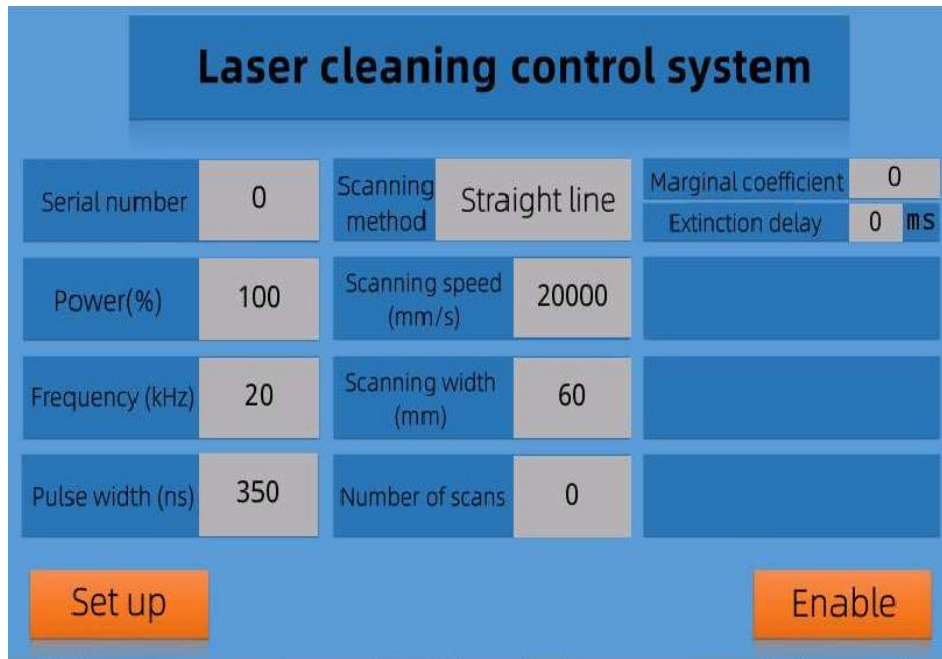 Laser cleaning control system
Serial number 0
Scanning method Straight line
Marginal coefficient 0
Extinction delay 0 ms
Power(%) 100
Scanning speed (mm/s) 20000
Frequency (kHz) 20
Scanning width (mm) 60
Pulse width (ns) 350
Number of scans 0
Set up
Enable